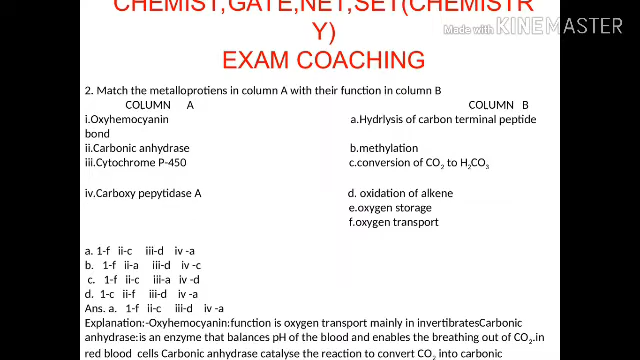 CHEMIST,GATE,NET,SET(CHEMISTR
Y)
Made with KINEMASTER
EXAM COACHING
2. Match the metalloprotiens in column A with their function in column B
COLUMN A COLUMN B
i.Oxyhemocyanin a.Hydrlysis of carbon terminal peptide
bond
ii.Carbonic anhydrase b.methylation
iii.Cytochrome P-450 c.conversion of CO₂ to H₂CO₃
iv.Carboxy pepytidase A d. oxidation of alkene
e.oxygen storage
f.oxygen transport
a. 1-f ii-c iii-d iv -a
b. 1-f ii-a iii-d iv -c
c. 1-f ii-c iii-a iv -d
d. 1-c ii-f iii-d iv -a
Ans. a. 1-f ii-c iii-d iv -a
Explanation:-Oxyhemocyanin:function is oxygen transport mainly in invertibratesCarbonic
anhydrase:is an enzyme that balances pH of the blood and enables the breathing out of CO₂.in
red blood cells Carbonic anhydrase catalyse the reaction to convert CO₂ into carbonic